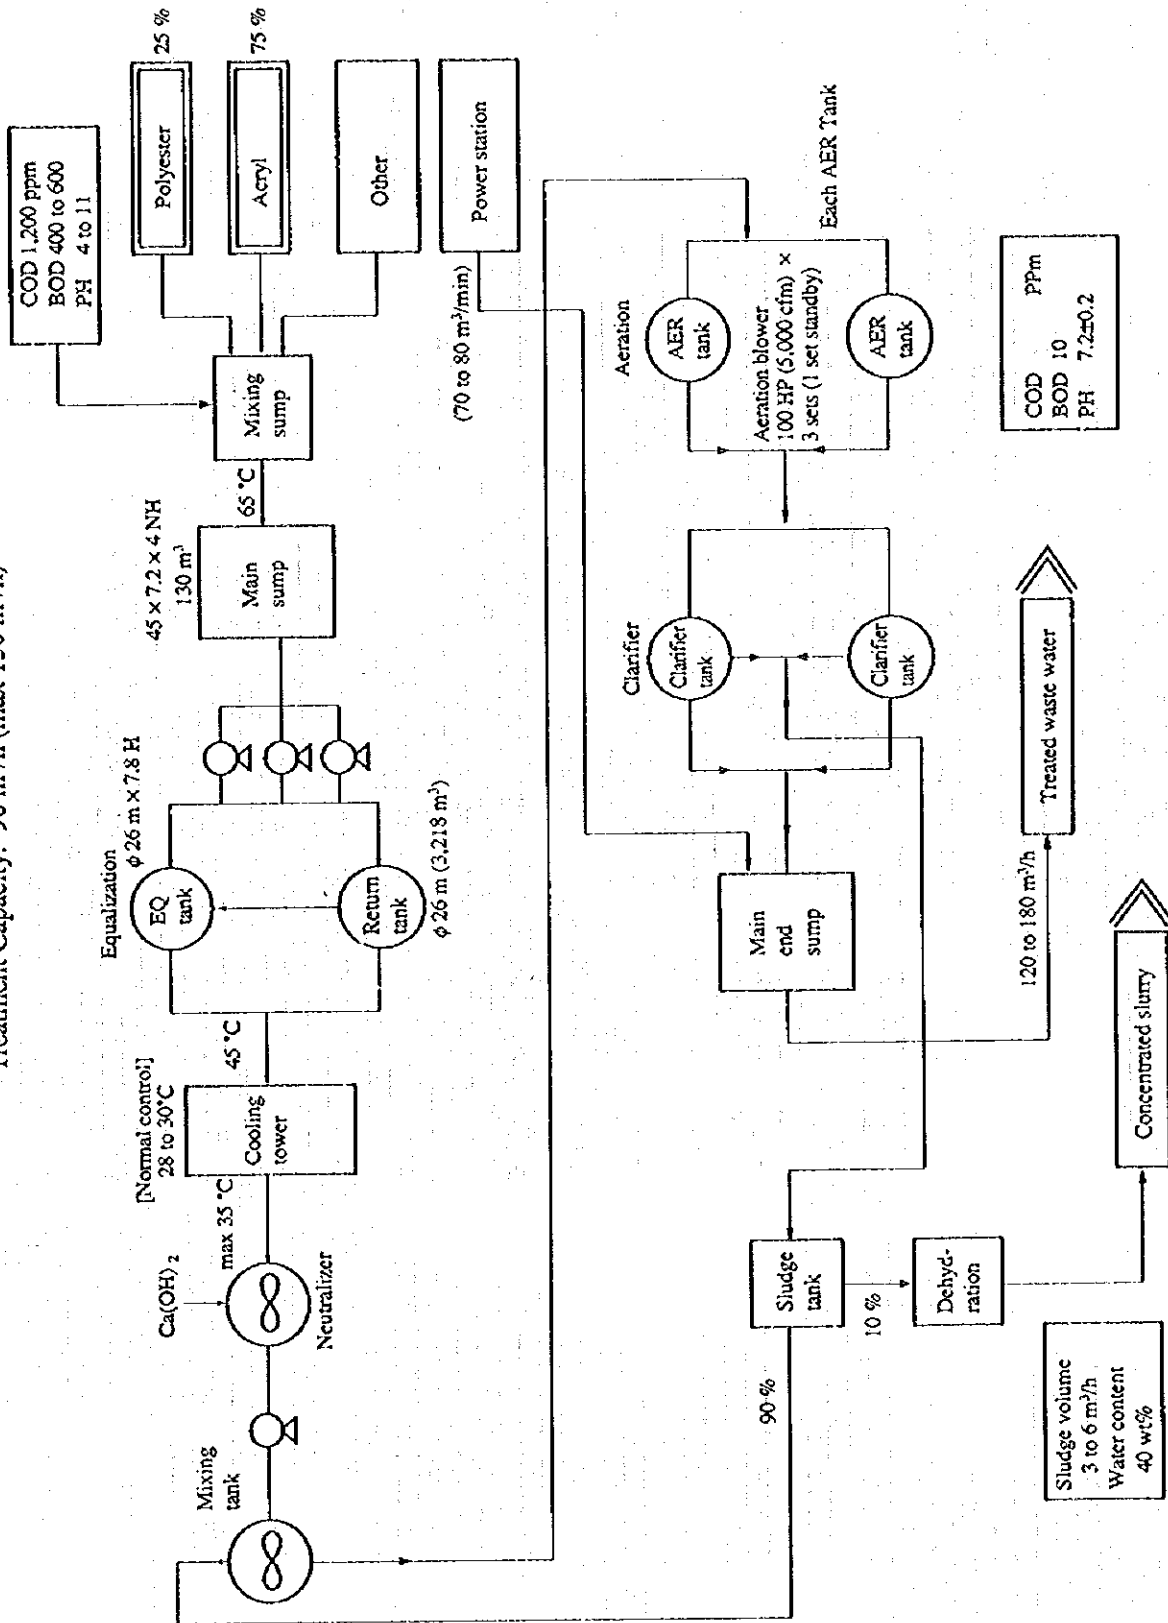 Treatment Capacity: 90 m³/h (max 150 m³/h)
COD 1,200 ppm
BOD 400 to 600
PH 4 to 11
Polyester
25 %
Acryl
75 %
Other
Power station
(70 to 80 m³/min)
Mixing
sump
65 °C
45 × 7.2 × 4 NH
130 m³
Main
sump
Equalization
φ 26 m × 7.8 H
EQ
tank
Return
tank
φ 26 m (3,218 m³)
45 °C
[Normal control]
28 to 30°C
Cooling
tower
max 35 °C
Ca(OH)₂
Neutralizer
Mixing
tank
Each AER Tank
Aeration
AER
tank
Aeration blower
100 HP (5,000 cfm) ×
3 sets (1 set standby)
AER
tank
Clarifier
Clarifier
tank
Clarifier
tank
Main
end
sump
Sludge
tank
90 %
10 %
Dehyd-
ration
COD PPm
BOD 10
PH 7.2±0.2
120 to 180 m³/h
Treated waste water
Concentrated slurry
Sludge volume
3 to 6 m³/h
Water content
40 wt%